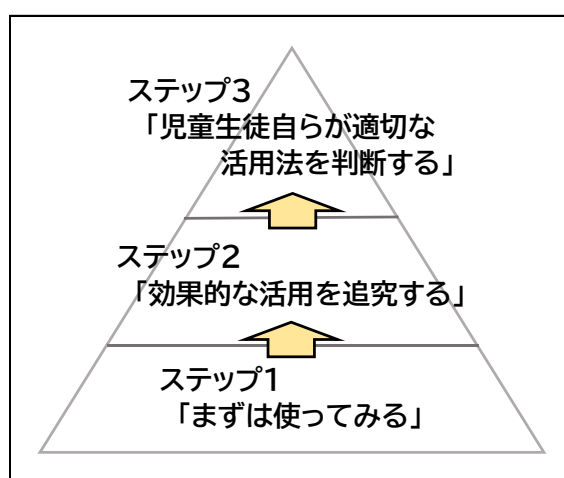 ステップ3
「児童生徒自らが適切な
活用法を判断する」
ステップ2
「効果的な活用を追究する」
ステップ1
「まずは使ってみる」